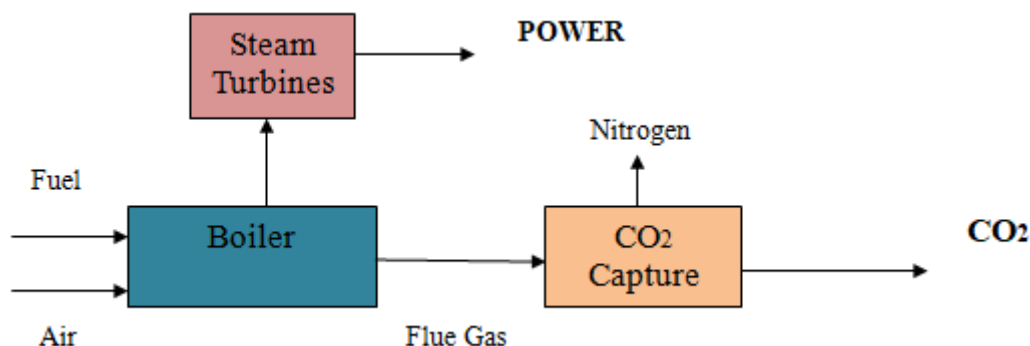 Steam
Turbines
POWER
Nitrogen
Fuel
Boiler
CO2
Capture
CO2
Air
Flue Gas